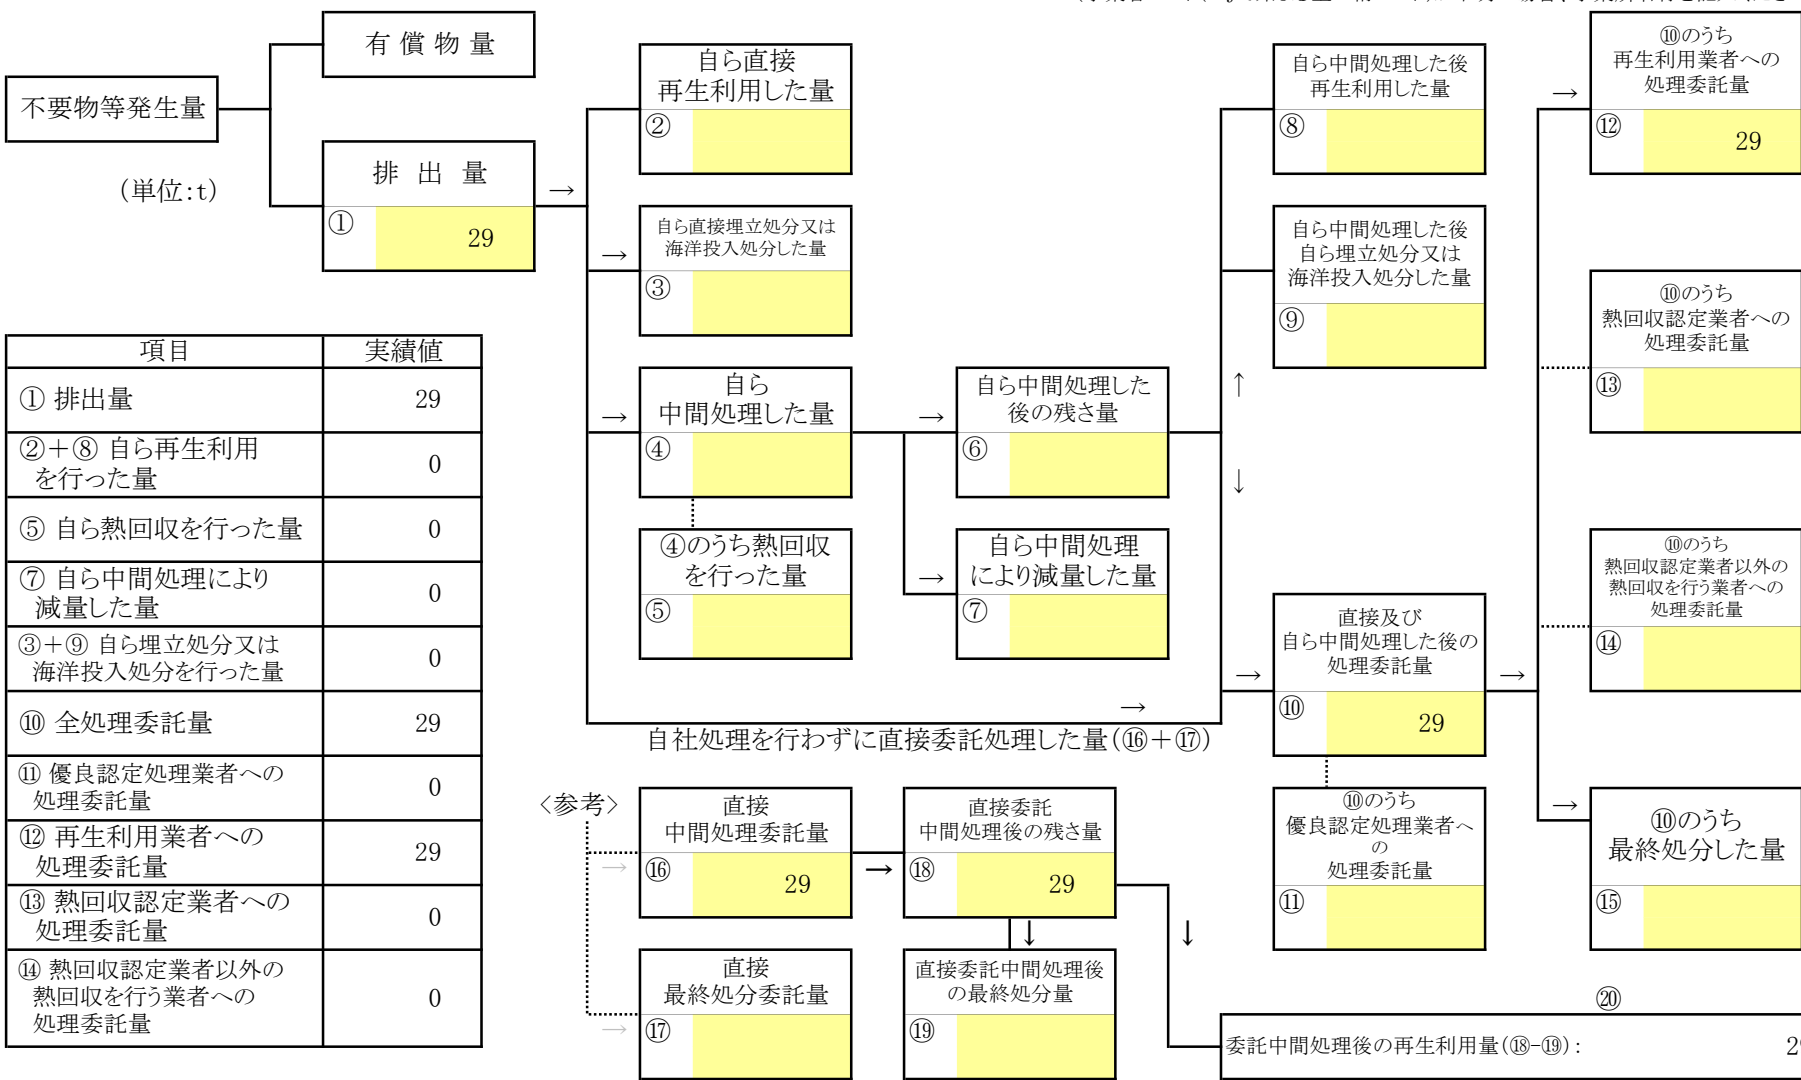 有 償 物 量
不要物等発生量
(単位:t)
排 出 量
①
29
→
自ら直接
再生利用した量
②
→
自ら直接埋立処分又は
海洋投入処分した量
③
→
自ら
中間処理した量
④
④のうち熱回収
を行った量
⑤
→
自ら中間処理した
後の残さ量
⑥
→
自ら中間処理
により減量した量
⑦
自ら中間処理した後
再生利用した量
⑧
自ら中間処理した後
自ら埋立処分又は
海洋投入処分した量
⑨
↑
↓
→
直接及び
自ら中間処理した後の
処理委託量
⑩
29
⑩のうち
優良認定処理業者へ
の
処理委託量
⑪
→
→
⑩のうち
再生利用業者への
処理委託量
⑫
29
⑩のうち
熱回収認定業者への
処理委託量
⑬
⑩のうち
熱回収認定業者以外の
熱回収を行う業者への
処理委託量
⑭
→
⑩のうち
最終処分した量
⑮
→
自社処理を行わずに直接委託処理した量(⑯+⑰)
〈参考〉
→
直接
中間処理委託量
⑯
29
→
直接
最終処分委託量
⑰
→
直接委託
中間処理後の残さ量
⑱
29
↓
直接委託中間処理後
の最終処分量
⑲
↓
⑳
委託中間処理後の再生利用量(⑱-⑲):
項目 実績値
① 排出量 29
②+⑧ 自ら再生利用
を行った量 0
⑤ 自ら熱回収を行った量 0
⑦ 自ら中間処理により
減量した量 0
③+⑨ 自ら埋立処分又は
海洋投入処分を行った量 0
⑩ 全処理委託量 29
⑪ 優良認定処理業者への
処理委託量 0
⑫ 再生利用業者への
処理委託量 29
⑬ 熱回収認定業者への
処理委託量 0
⑭ 熱回収認定業者以外の
熱回収を行う業者への
処理委託量 0